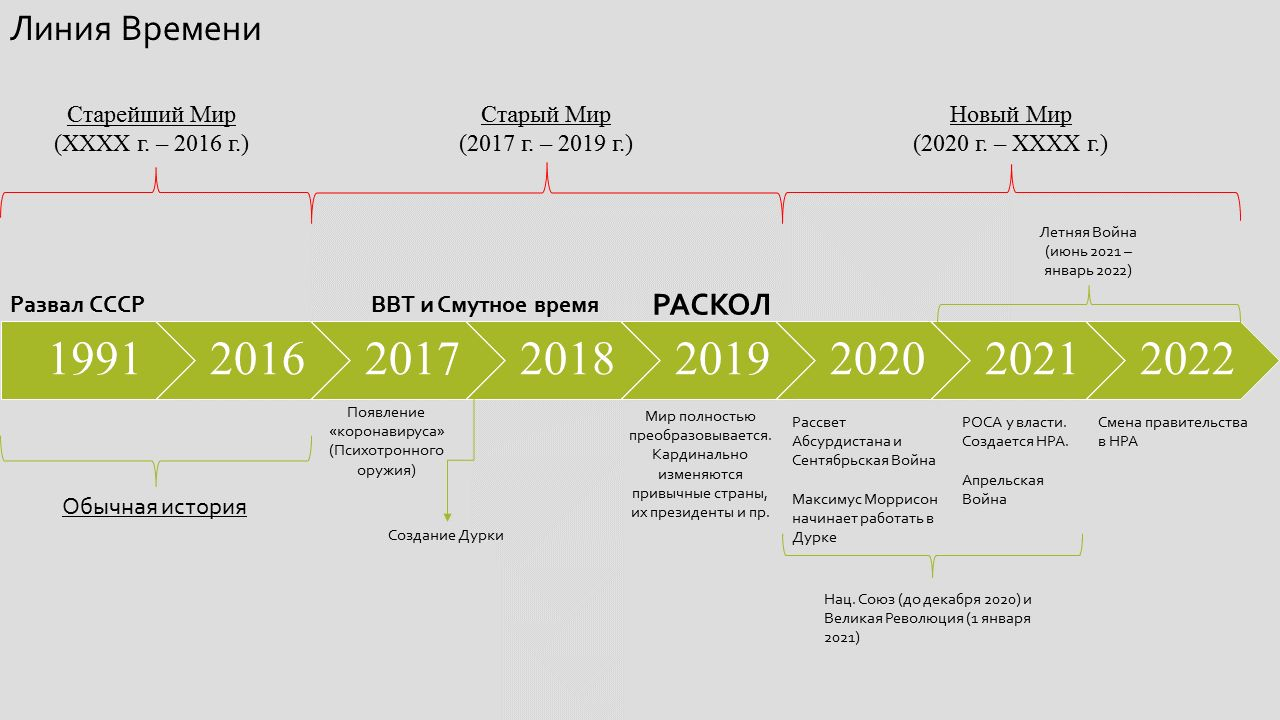 Линия Времени
Старейший Мир
(XXXX г. – 2016 г.)
Старый Мир
(2017 г. – 2019 г.)
Новый Мир
(2020 г. – XXXX г.)
Летняя Война
(июнь 2021 –
январь 2022)
Развал СССР
ВВТ и Смутное время
РАСКОЛ
1991
2016
2017
2018
2019
2020
2021
2022
Обычная история
Появление
«коронавируса»
(Психотронного
оружия)
Создание Дурки
Мир полностью
преобразовывается.
Кардинально
изменяются
привычные страны,
их президенты и пр.
Рассвет
Абсурдистана и
Сентябрьская Война
Максимус Моррисон
начинает работать в
Дурке
РОСА у власти.
Создается НРА.
Апрельская
Война
Смена правительства
в НРА
Нац. Союз (до декабря 2020) и
Великая Революция (1 января
2021)